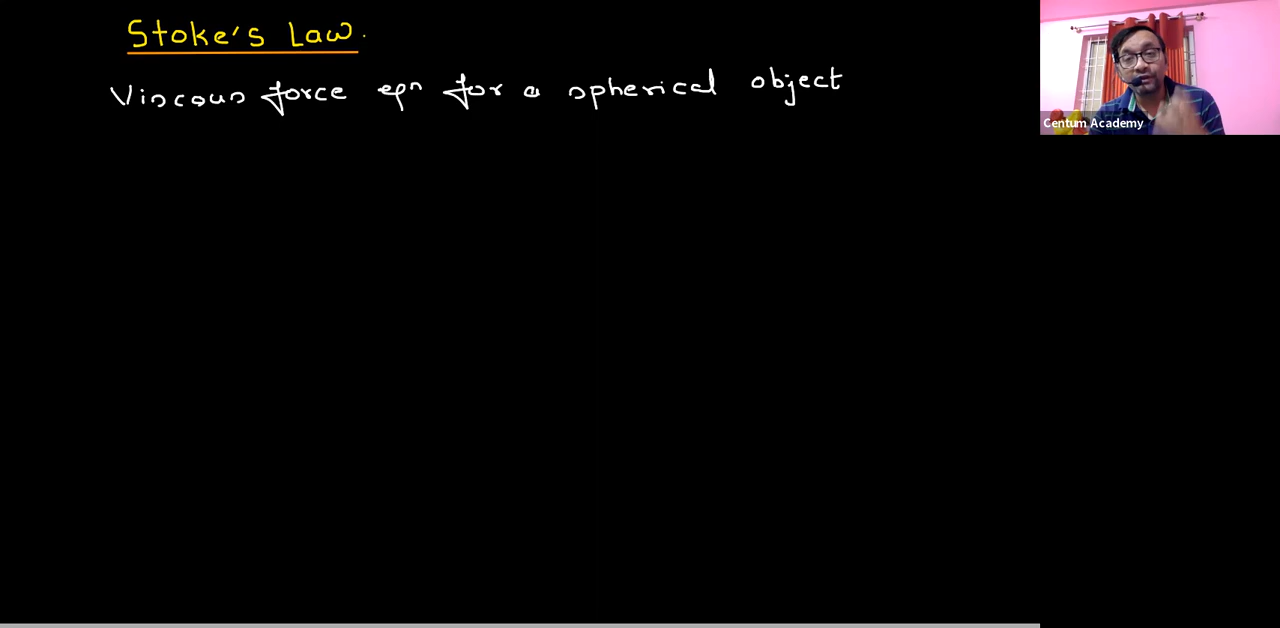 Stoke's Law.
Viscous force eqn for a spherical object
Centum Academy